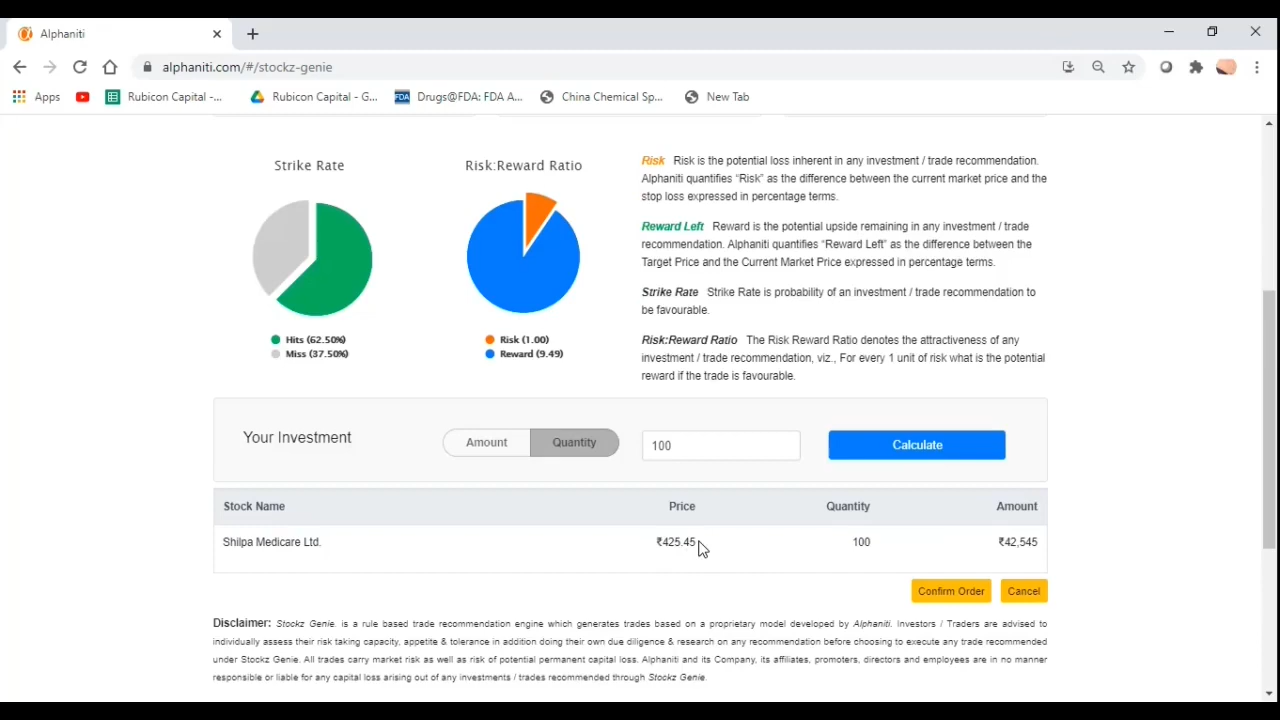 Alphaniti
alphaniti.com/#/stockz-genie
Apps
Rubicon Capital -...
Rubicon Capital - G...
FDA
Drugs@FDA: FDA A...
China Chemical Sp...
New Tab
Strike Rate
Hits (62.50%)
Miss (37.50%)
Risk:Reward Ratio
Risk (1.00)
Reward (9.49)
Risk Risk is the potential loss inherent in any investment / trade recommendation.
Alphaniti quantifies "Risk" as the difference between the current market price and the
stop loss expressed in percentage terms.
Reward Left Reward is the potential upside remaining in any investment / trade
recommendation. Alphaniti quantifies "Reward Left" as the difference between the
Target Price and the Current Market Price expressed in percentage terms.
Strike Rate Strike Rate is probability of an investment / trade recommendation to
be favourable.
Risk:Reward Ratio The Risk Reward Ratio denotes the attractiveness of any
investment / trade recommendation, viz., For every 1 unit of risk what is the potential
reward if the trade is favourable.
Your Investment
Amount
Quantity
100
Calculate
Stock Name Price Quantity Amount
Shilpa Medicare Ltd. ₹425.45 100 ₹42,545
Confirm Order
Cancel
Disclaimer: Stockz Genie. is a rule based trade recommendation engine which generates trades based on a proprietary model developed by Alphaniti. Investors / Traders are advised to
individually assess their risk taking capacity, appetite & tolerance in addition doing their own due diligence & research on any recommendation before choosing to execute any trade recommended
under Stockz Genie. All trades carry market risk as well as risk of potential permanent capital loss. Alphaniti and its Company, its affiliates, promoters, directors and employees are in no manner
responsible or liable for any capital loss arising out of any investments / trades recommended through Stockz Genie.